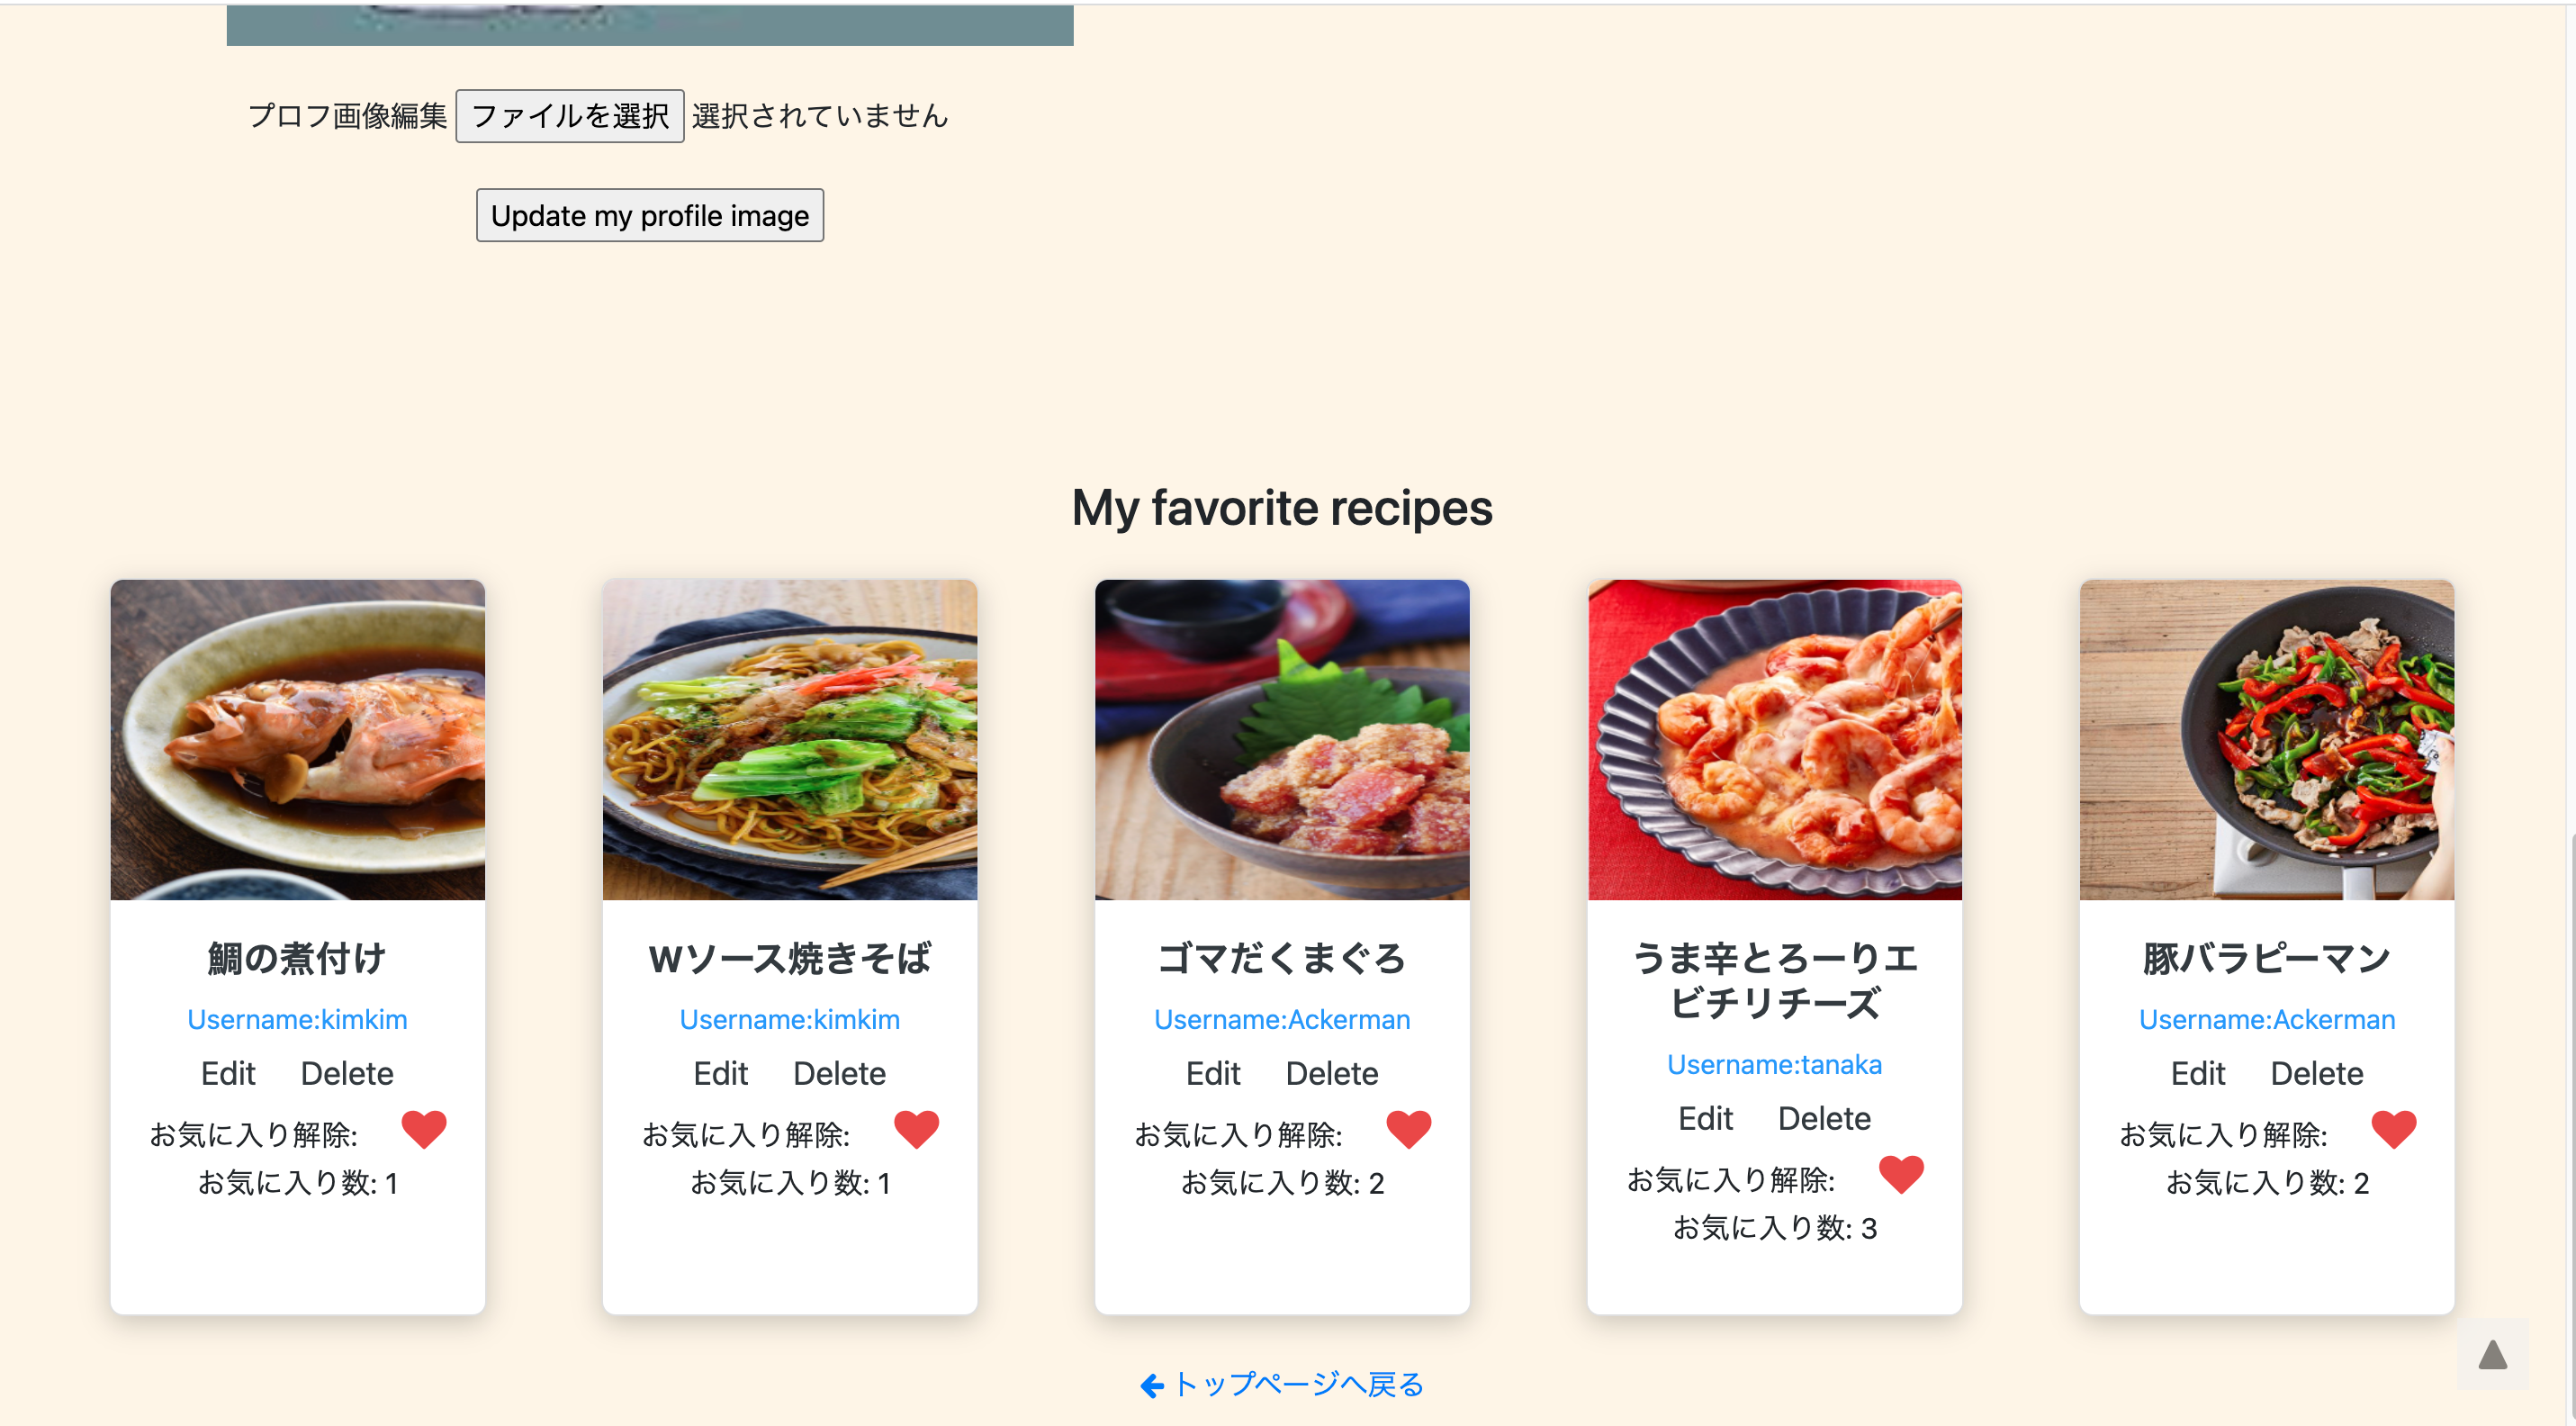 プロフ画像編集 ファイルを選択 選択されていません
Update my profile image
My favorite recipes
鯛の煮付け
Username:kimkim
Edit Delete
お気に入り解除:
お気に入り数: 1
Wソース焼きそば
Username:kimkim
Edit Delete
お気に入り解除:
お気に入り数: 1
ゴマだくまぐろ
Username:Ackerman
Edit Delete
お気に入り解除:
お気に入り数: 2
うま辛とろーりエ
ビチリチーズ
Username:tanaka
Edit Delete
お気に入り解除:
お気に入り数: 3
豚バラピーマン
Username:Ackerman
Edit Delete
お気に入り解除:
お気に入り数: 2
トップページへ戻る